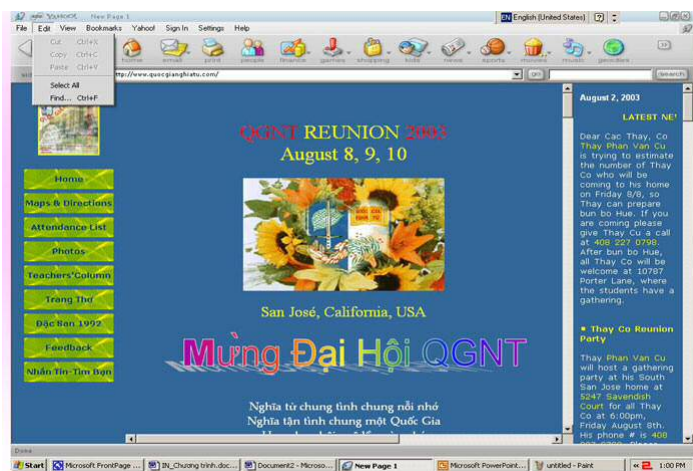 YAHOO! New Page 1
EN English (United States)
File Edit View Bookmarks Yahoo! Sign In Settings Help
Cut Ctrl+X
Copy Ctrl+C
Paste Ctrl+V
Select All
Find... Ctrl+F
home email print people finance games shopping news sports movies music geocities
http://www.quocgianghiatu.com/
go
Search
QGNT REUNION 2003
August 8, 9, 10
San José, California, USA
Mừng Đại Hội QGNT
Nghĩa từ chung tình chung nỗi nhớ
Nghĩa tận tình chung một Quốc Gia
Home
Maps & Directions
Attendance List
Photos
Teachers'Column
Trang Thơ
Đặc San 1992
Feedback
Nhắn Tin-Tìm Bạn
August 2, 2003
LATEST NE
Dear Cac Thay, Co
Thay Phan Van Cu
is trying to estimate
the number of Thay
Co who will be
coming to his home
on Friday 8/8, so
Thay can prepare
bun bo Hue. If you
are coming please
give Thay Cu a call
at 408 227 0798.
After bun bo Hue,
all Thay Co will be
welcome at 10787
Porter Lane, where
the students have a
gathering.
Thay Co Reunion
Party
Thay Phan Van Cu
will host a gathering
party at his South
San Jose home at
5247 Savendish
Court for all Thay
Co at 6:00pm,
Friday August 8th.
His phone # is 408
Done
Start Microsoft FrontPage ... IN_Chương trình.doc... Document2 - Microso... New Page 1 Microsoft PowerPoint... untitled - Paint 1:00 PM